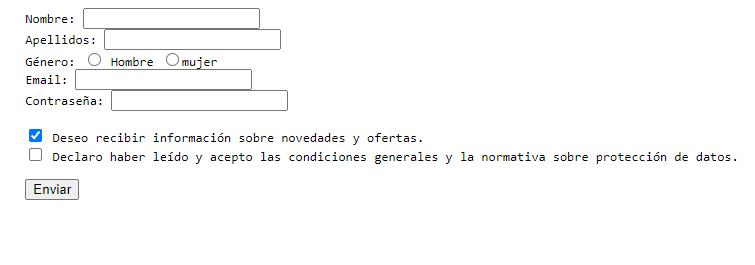 Nombre:
Apellidos:
Género: Hombre mujer
Email:
Contraseña:
Deseo recibir información sobre novedades y ofertas.
Declaro haber leído y acepto las condiciones generales y la normativa sobre protección de datos.
Enviar